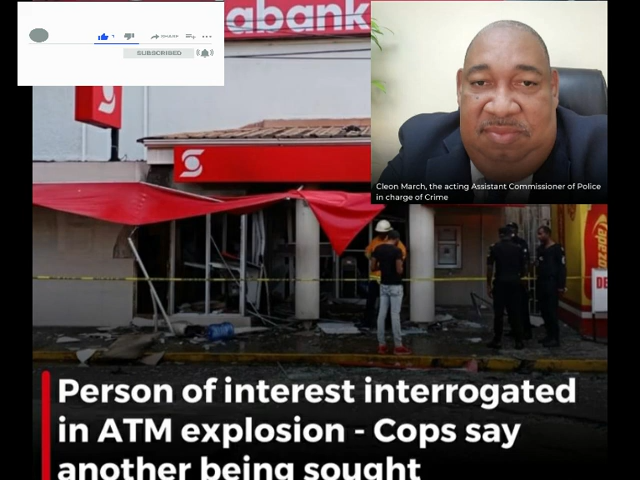 abank
SUBSCRIBED
Cleon March, the acting Assistant Commissioner of Police
in charge of Crime
DE
Person of interest interrogated
in ATM explosion - Cops say
another being sought